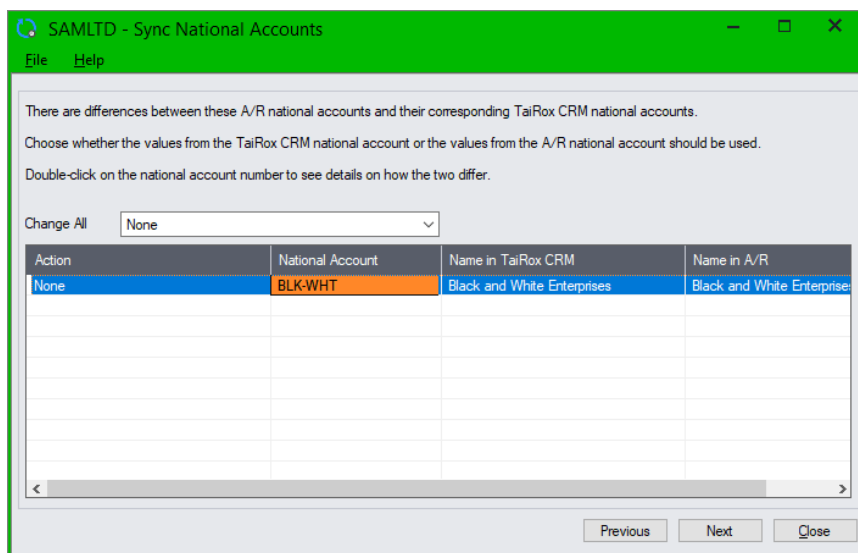 SAMLTD - Sync National Accounts
File Help
There are differences between these A/R national accounts and their corresponding TaiRox CRM national accounts.
Choose whether the values from the TaiRox CRM national account or the values from the A/R national account should be used.
Double-click on the national account number to see details on how the two differ.
Change All None
Action National Account Name in TaiRox CRM Name in A/R
None BLK-WHT Black and White Enterprises Black and White Enterprises
Previous Next Close